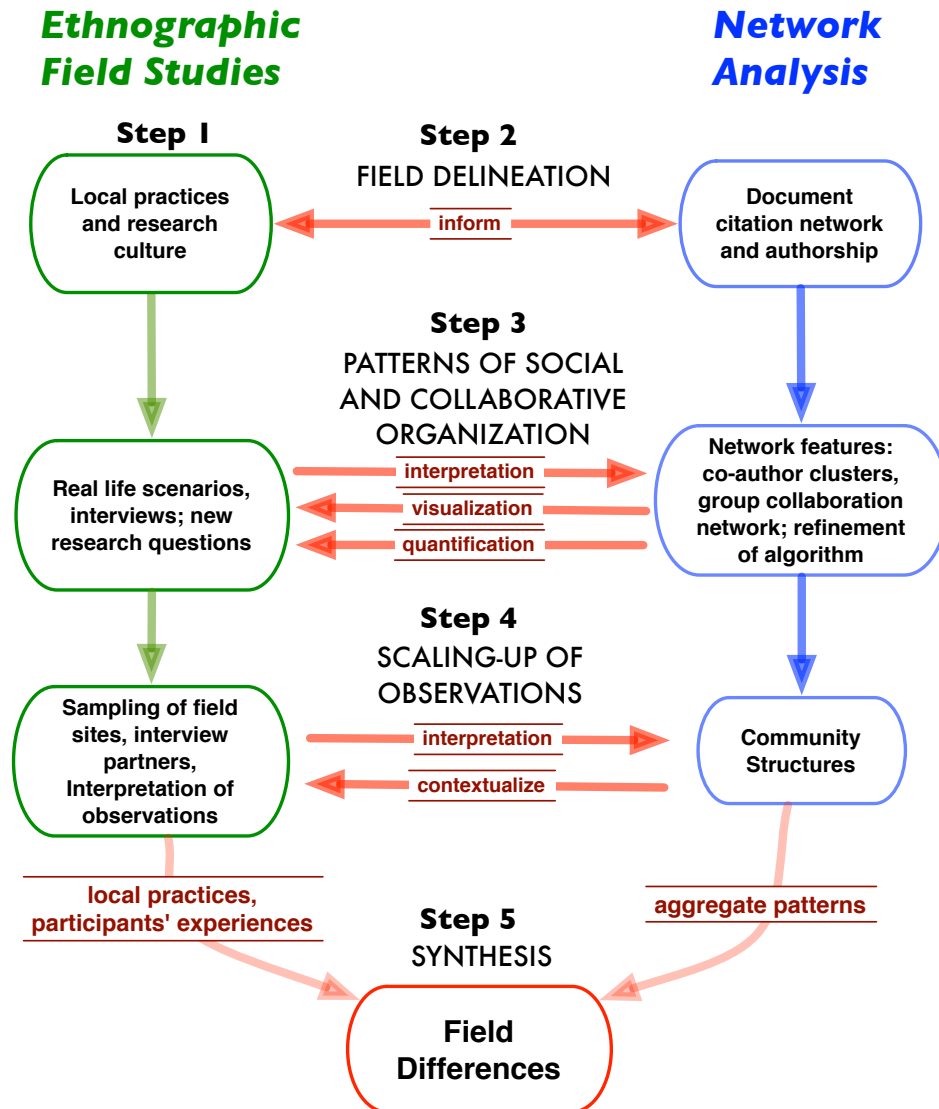 Ethnographic
Field Studies
Network
Analysis
Step 1
Step 2
FIELD DELINEATION
Local practices
and research
culture
inform
Document
citation network
and authorship
Step 3
PATTERNS OF SOCIAL
AND COLLABORATIVE
ORGANIZATION
Real life scenarios,
interviews; new
research questions
interpretation
visualization
quantification
Network features:
co-author clusters,
group collaboration
network; refinement
of algorithm
Step 4
SCALING-UP OF
OBSERVATIONS
Sampling of field
sites, interview
partners,
Interpretation of
observations
interpretation
contextualize
Community
Structures
local practices,
participants' experiences
aggregate patterns
Step 5
SYNTHESIS
Field
Differences